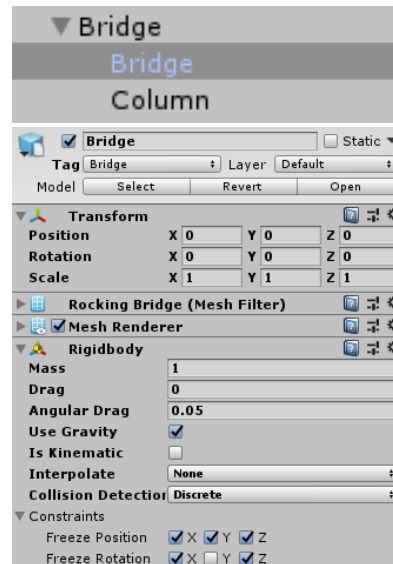 Bridge
Bridge
Column
Bridge Static
Tag Bridge Layer Default
Model Select Revert Open
Transform
Position X 0 Y 0 Z 0
Rotation X 0 Y 0 Z 0
Scale X 1 Y 1 Z 1
Rocking Bridge (Mesh Filter)
Mesh Renderer
Rigidbody
Mass 1
Drag 0
Angular Drag 0.05
Use Gravity
Is Kinematic
Interpolate None
Collision Detection Discrete
Constraints
Freeze Position X Y Z
Freeze Rotation X Y Z